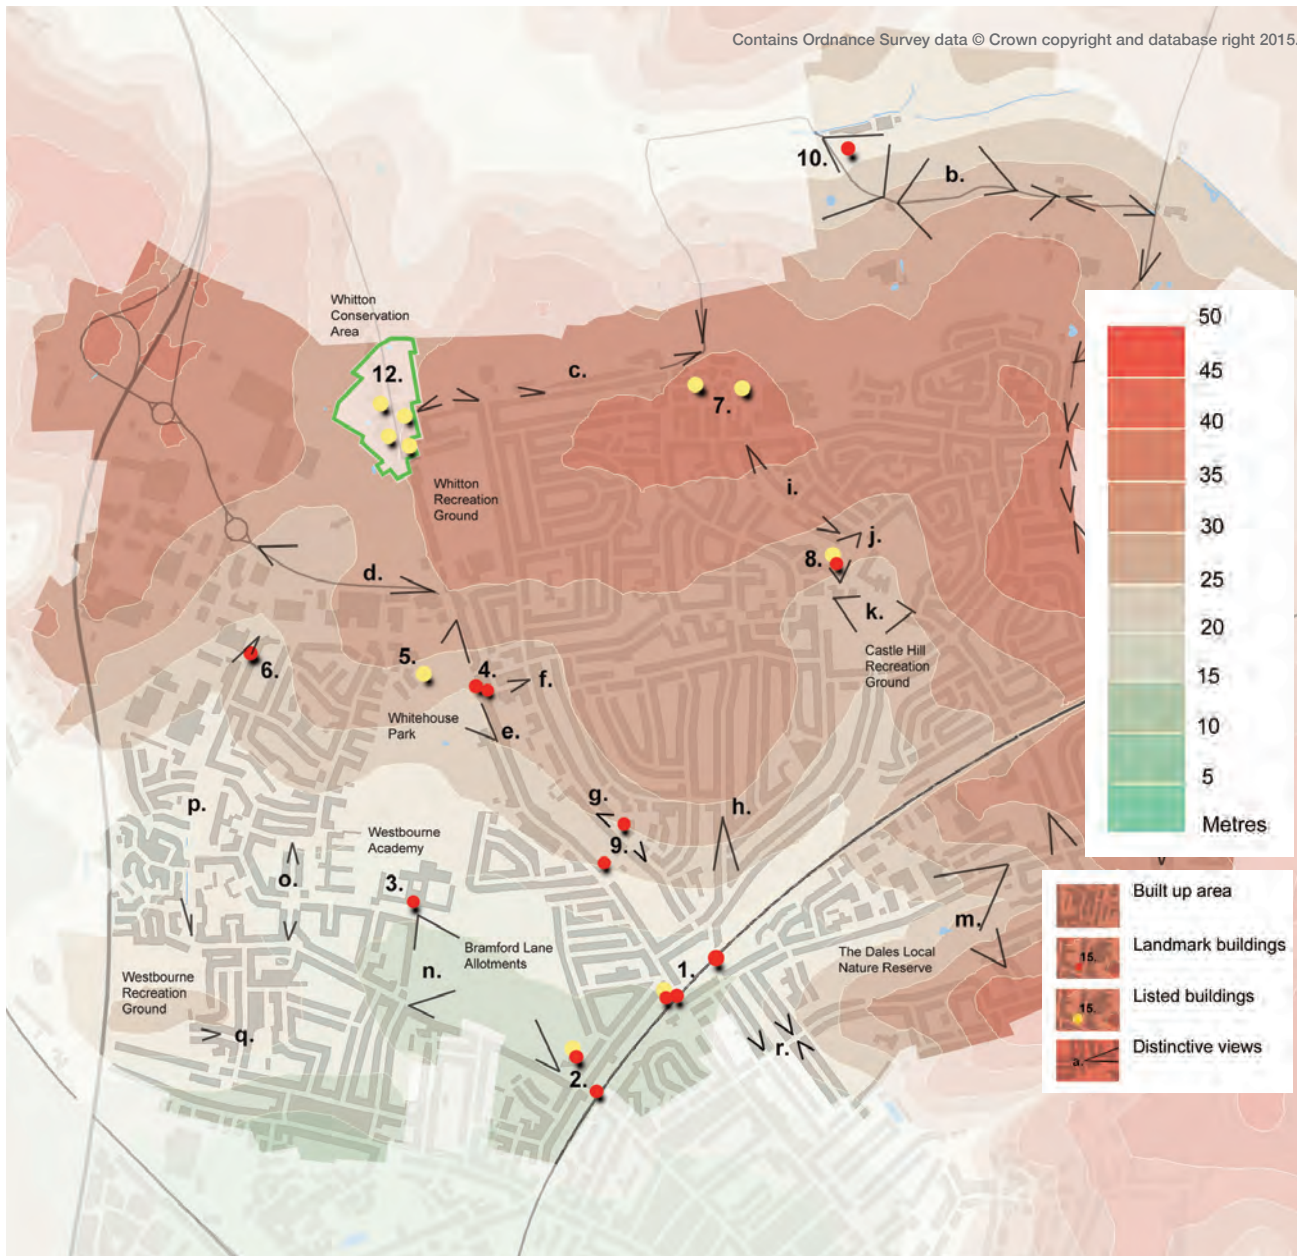 Contains Ordnance Survey data © Crown copyright and database right 2015.
10.
b.
Whitton
Conservation
Area
12.
c.
7.
Whitton
Recreation
Ground
i.
j.
8.
d.
k.
Castle Hill
Recreation
Ground
6.
5.
4.
f.
Whitehouse
Park
e.
p.
g.
h.
9.
Westbourne
Academy
o.
3.
m.
Bramford Lane
Allotments
The Dales Local
Nature Reserve
n.
1.
Westbourne
Recreation
Ground
q.
r.
2.
50
45
40
35
30
25
20
15
10
5
Metres
Built up area
15.
Landmark buildings
15.
Listed buildings
a.
Distinctive views